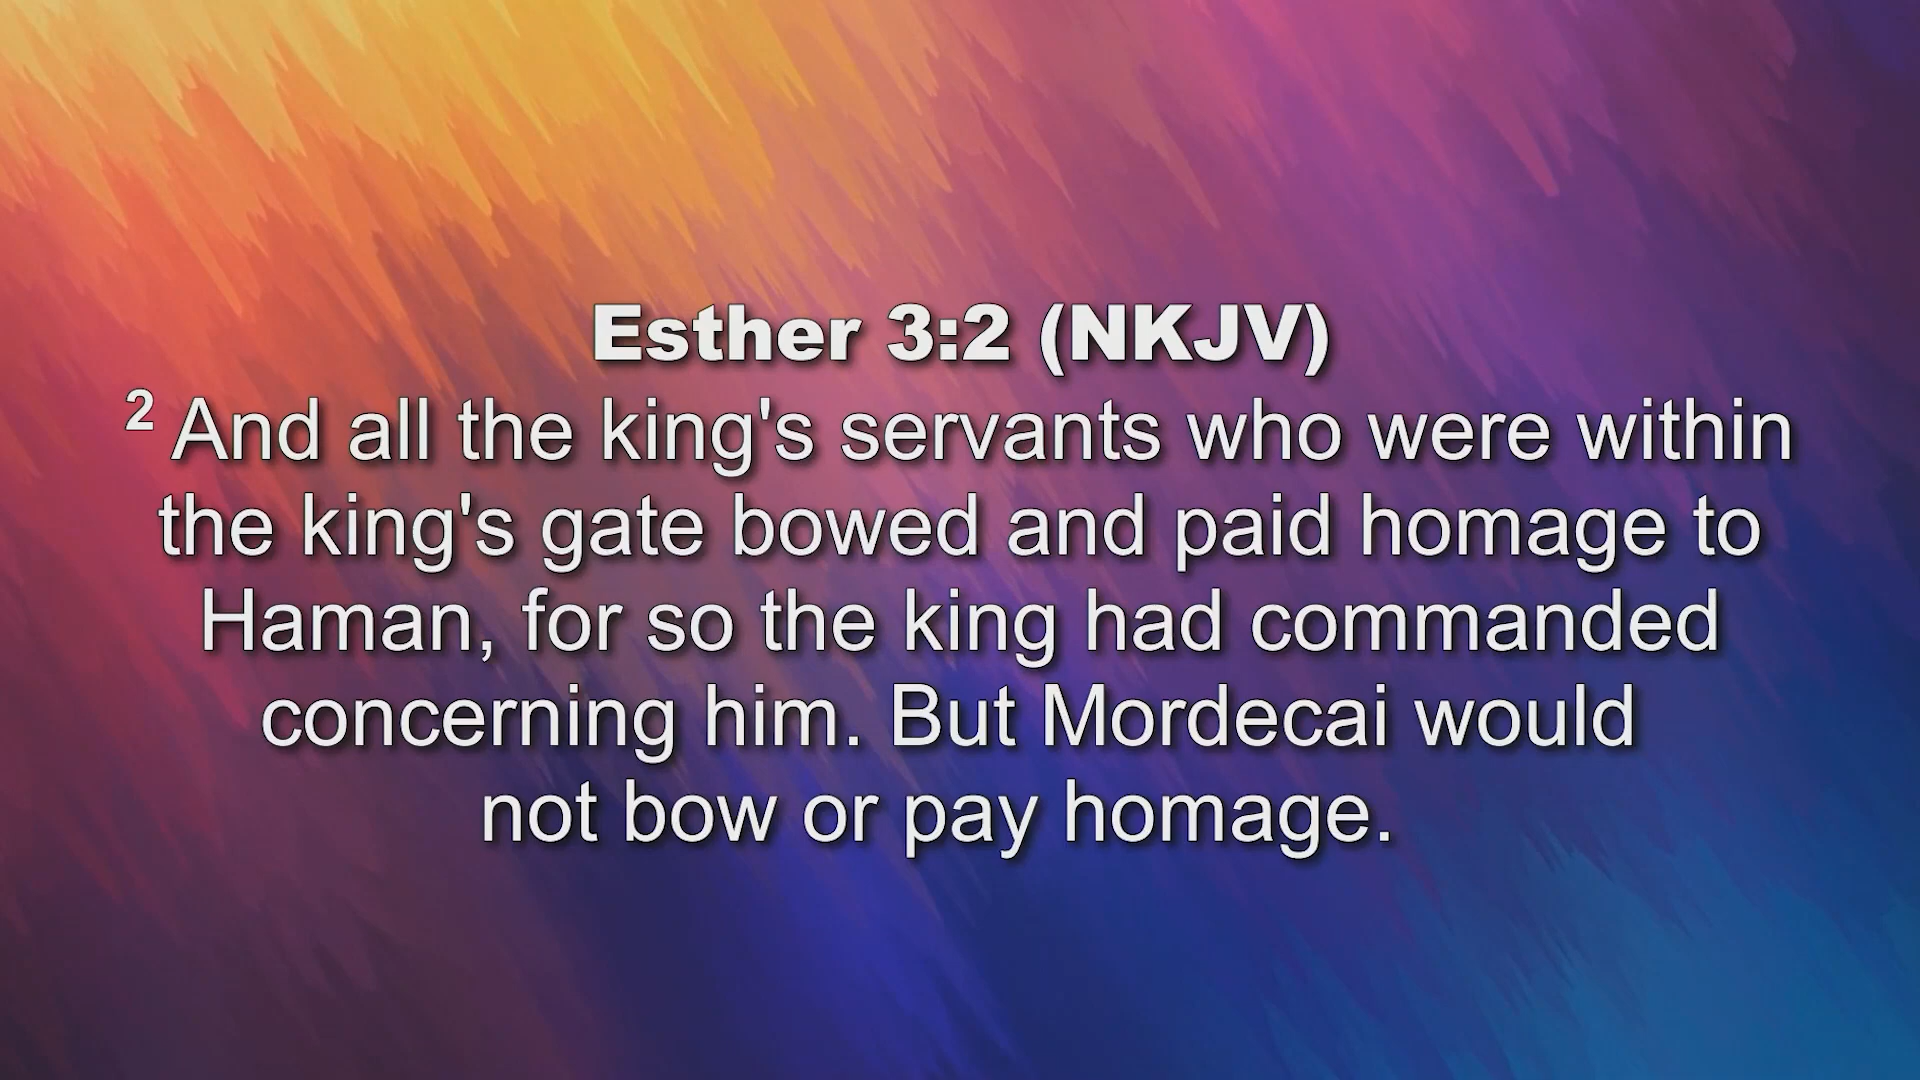 Esther 3:2 (NKJV)
2 And all the king's servants who were within
the king's gate bowed and paid homage to
Haman, for so the king had commanded
concerning him. But Mordecai would
not bow or pay homage.